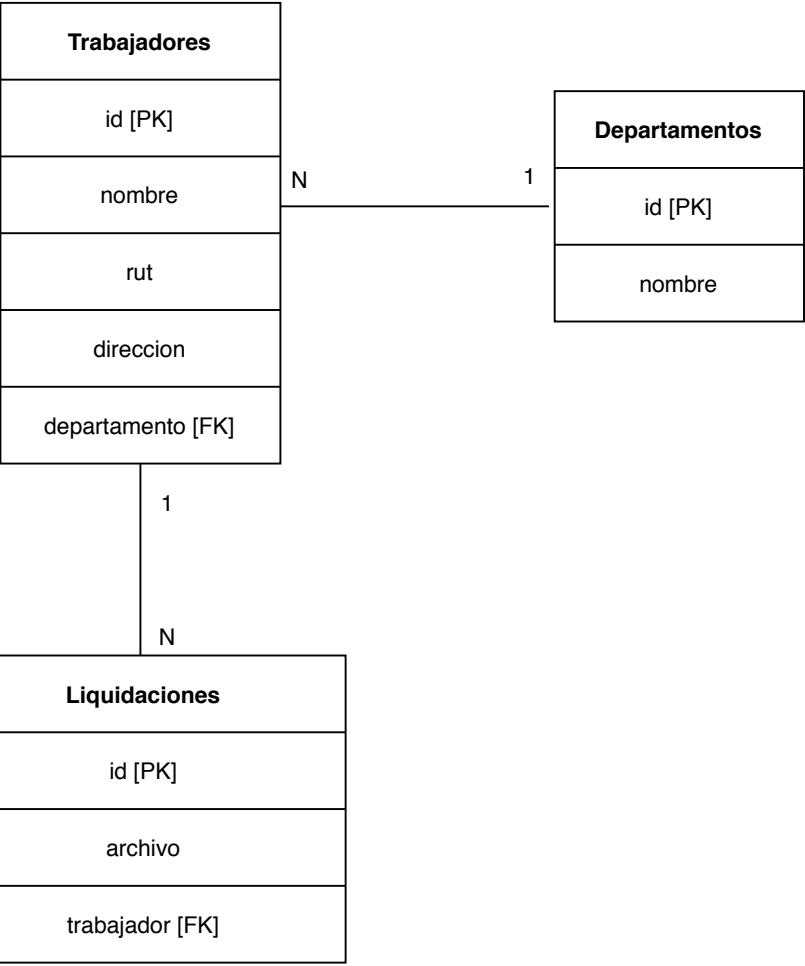 Trabajadores
id [PK]
nombre
rut
direccion
departamento [FK]
N
1
Departamentos
id [PK]
nombre
1
N
Liquidaciones
id [PK]
archivo
trabajador [FK]